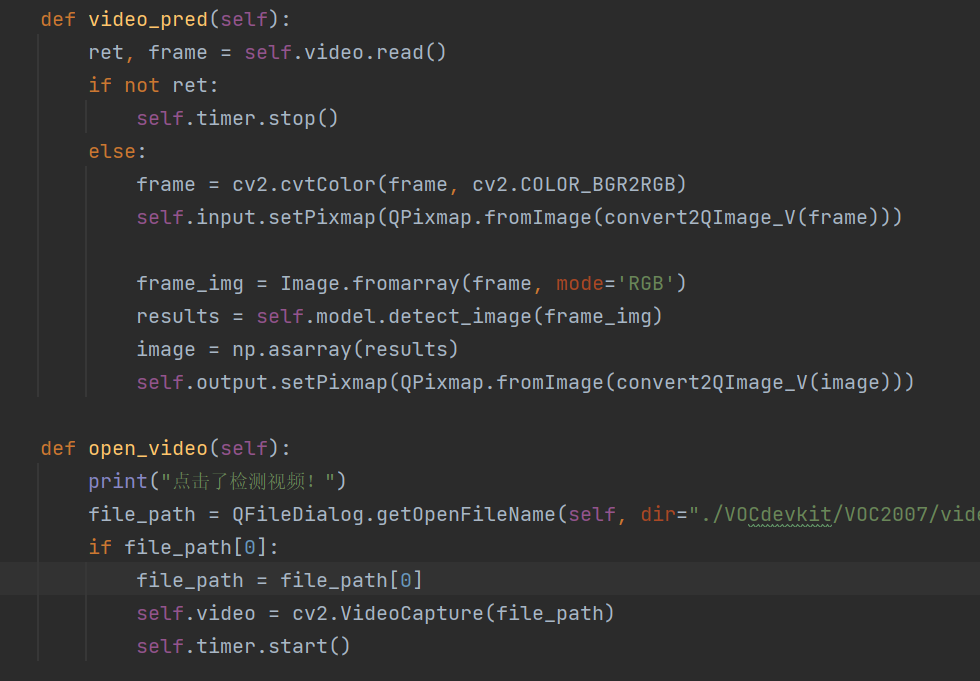 def video_pred(self):
    ret, frame = self.video.read()
    if not ret:
        self.timer.stop()
    else:
        frame = cv2.cvtColor(frame, cv2.COLOR_BGR2RGB)
        self.input.setPixmap(QPixmap.fromImage(convert2QImage_V(frame)))
        frame_img = Image.fromarray(frame, mode='RGB')
        results = self.model.detect_image(frame_img)
        image = np.asarray(results)
        self.output.setPixmap(QPixmap.fromImage(convert2QImage_V(image)))
def open_video(self):
    print("点击了检测视频！")
    file_path = QFileDialog.getOpenFileName(self, dir="./VOCdevkit/VOC2007/vide
    if file_path[0]:
        file_path = file_path[0]
        self.video = cv2.VideoCapture(file_path)
        self.timer.start()